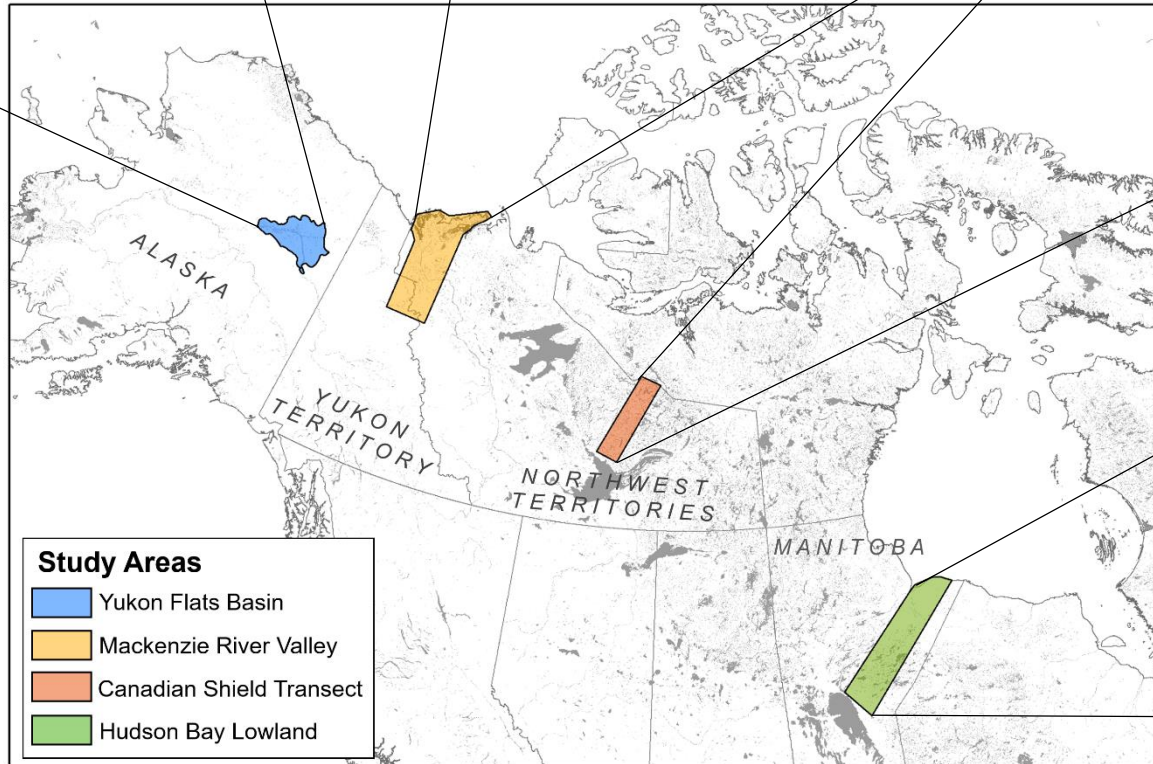 ALASKA
YUKON
TERRITORY
NORTHWEST
TERRITORIES
MANITOBA
Study Areas
Yukon Flats Basin
Mackenzie River Valley
Canadian Shield Transect
Hudson Bay Lowland